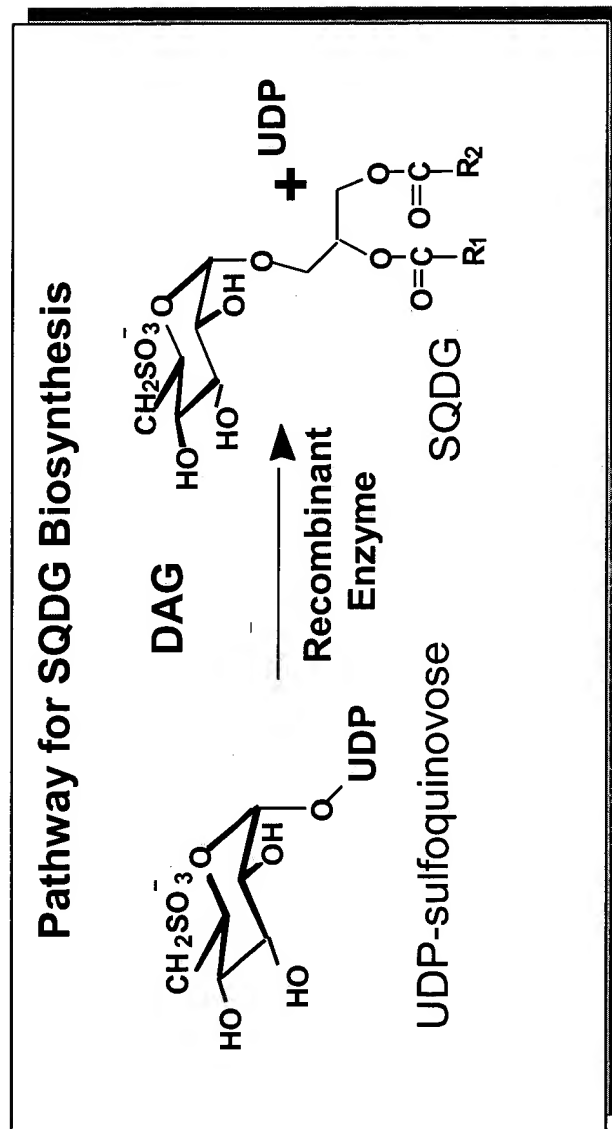 Pathway for SQDG Biosynthesis
CH2SO3−
O
HO
HO
OH
O
UDP
UDP-sulfoquinovose
DAG
Recombinant
Enzyme
CH2SO3−
O
HO
HO
OH
O
O
O
C
C
O
O
R1
R2
SQDG
+
UDP